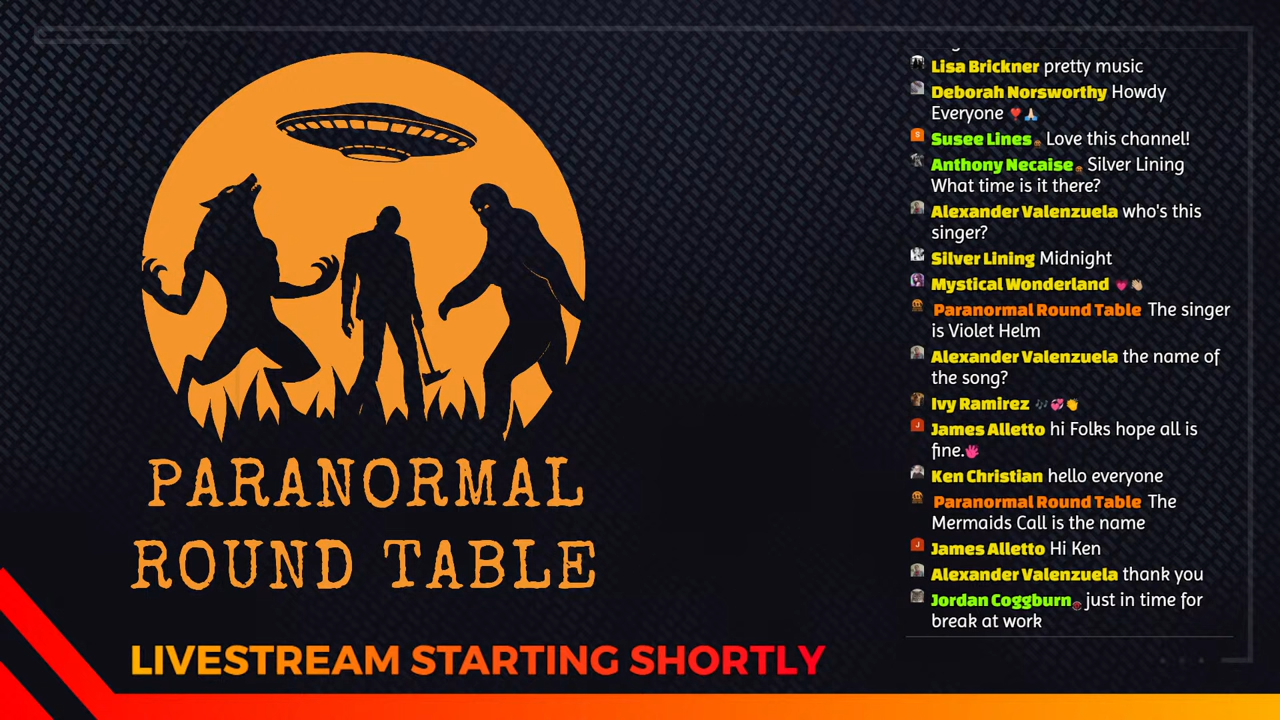 PARANORMAL
ROUND TABLE
LIVESTREAM STARTING SHORTLY
Lisa Brickner pretty music
Deborah Norsworthy Howdy
Everyone ❤️🙏🏻
S Susee Lines Love this channel!
Anthony Necaise Silver Lining
What time is it there?
Alexander Valenzuela who's this
singer?
Silver Lining Midnight
Mystical Wonderland 💗👏🏼
Paranormal Round Table The singer
is Violet Helm
Alexander Valenzuela the name of
the song?
Ivy Ramirez 🎶💞👏
J James Alletto hi Folks hope all is
fine.
Ken Christian hello everyone
Paranormal Round Table The
Mermaids Call is the name
J James Alletto Hi Ken
Alexander Valenzuela thank you
Jordan Coggburn just in time for
break at work